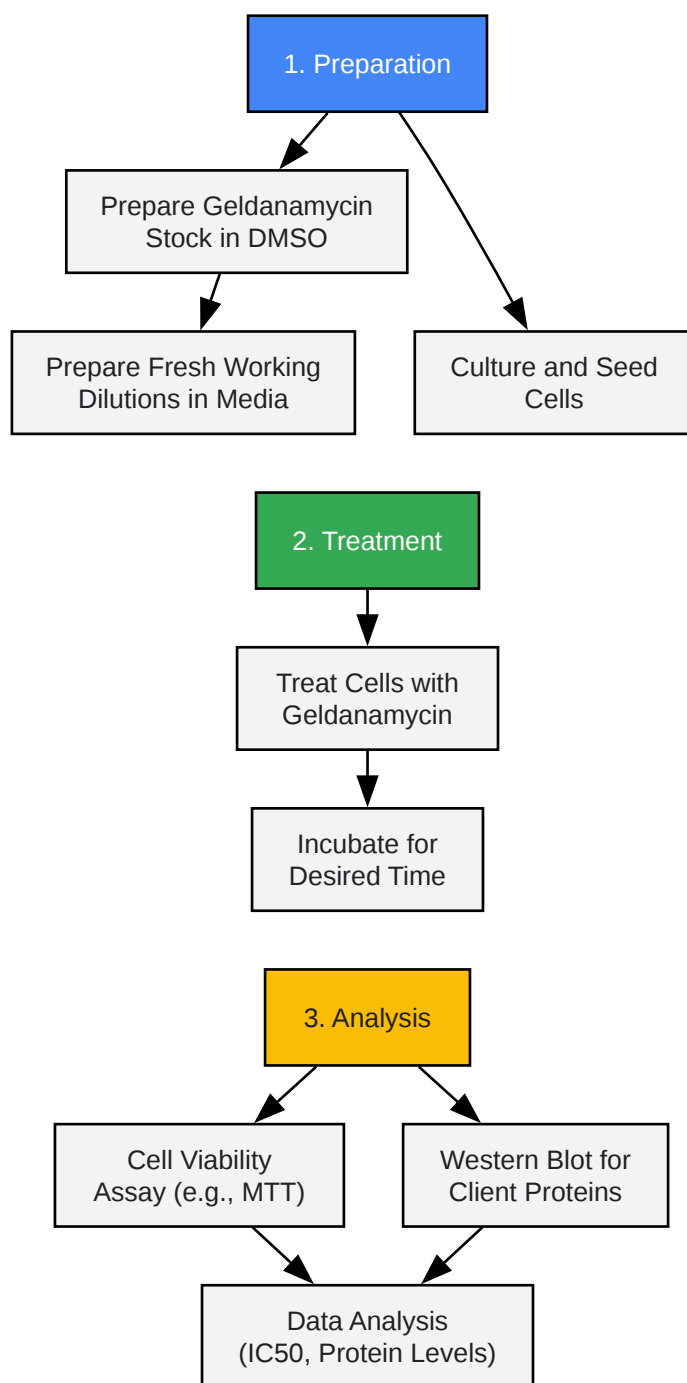 1. Preparation
Prepare Geldanamycin
Stock in DMSO
Prepare Fresh Working
Dilutions in Media
Culture and Seed
Cells
2. Treatment
Treat Cells with
Geldanamycin
Incubate for
Desired Time
3. Analysis
Cell Viability
Assay (e.g., MTT)
Western Blot for
Client Proteins
Data Analysis
(IC50, Protein Levels)